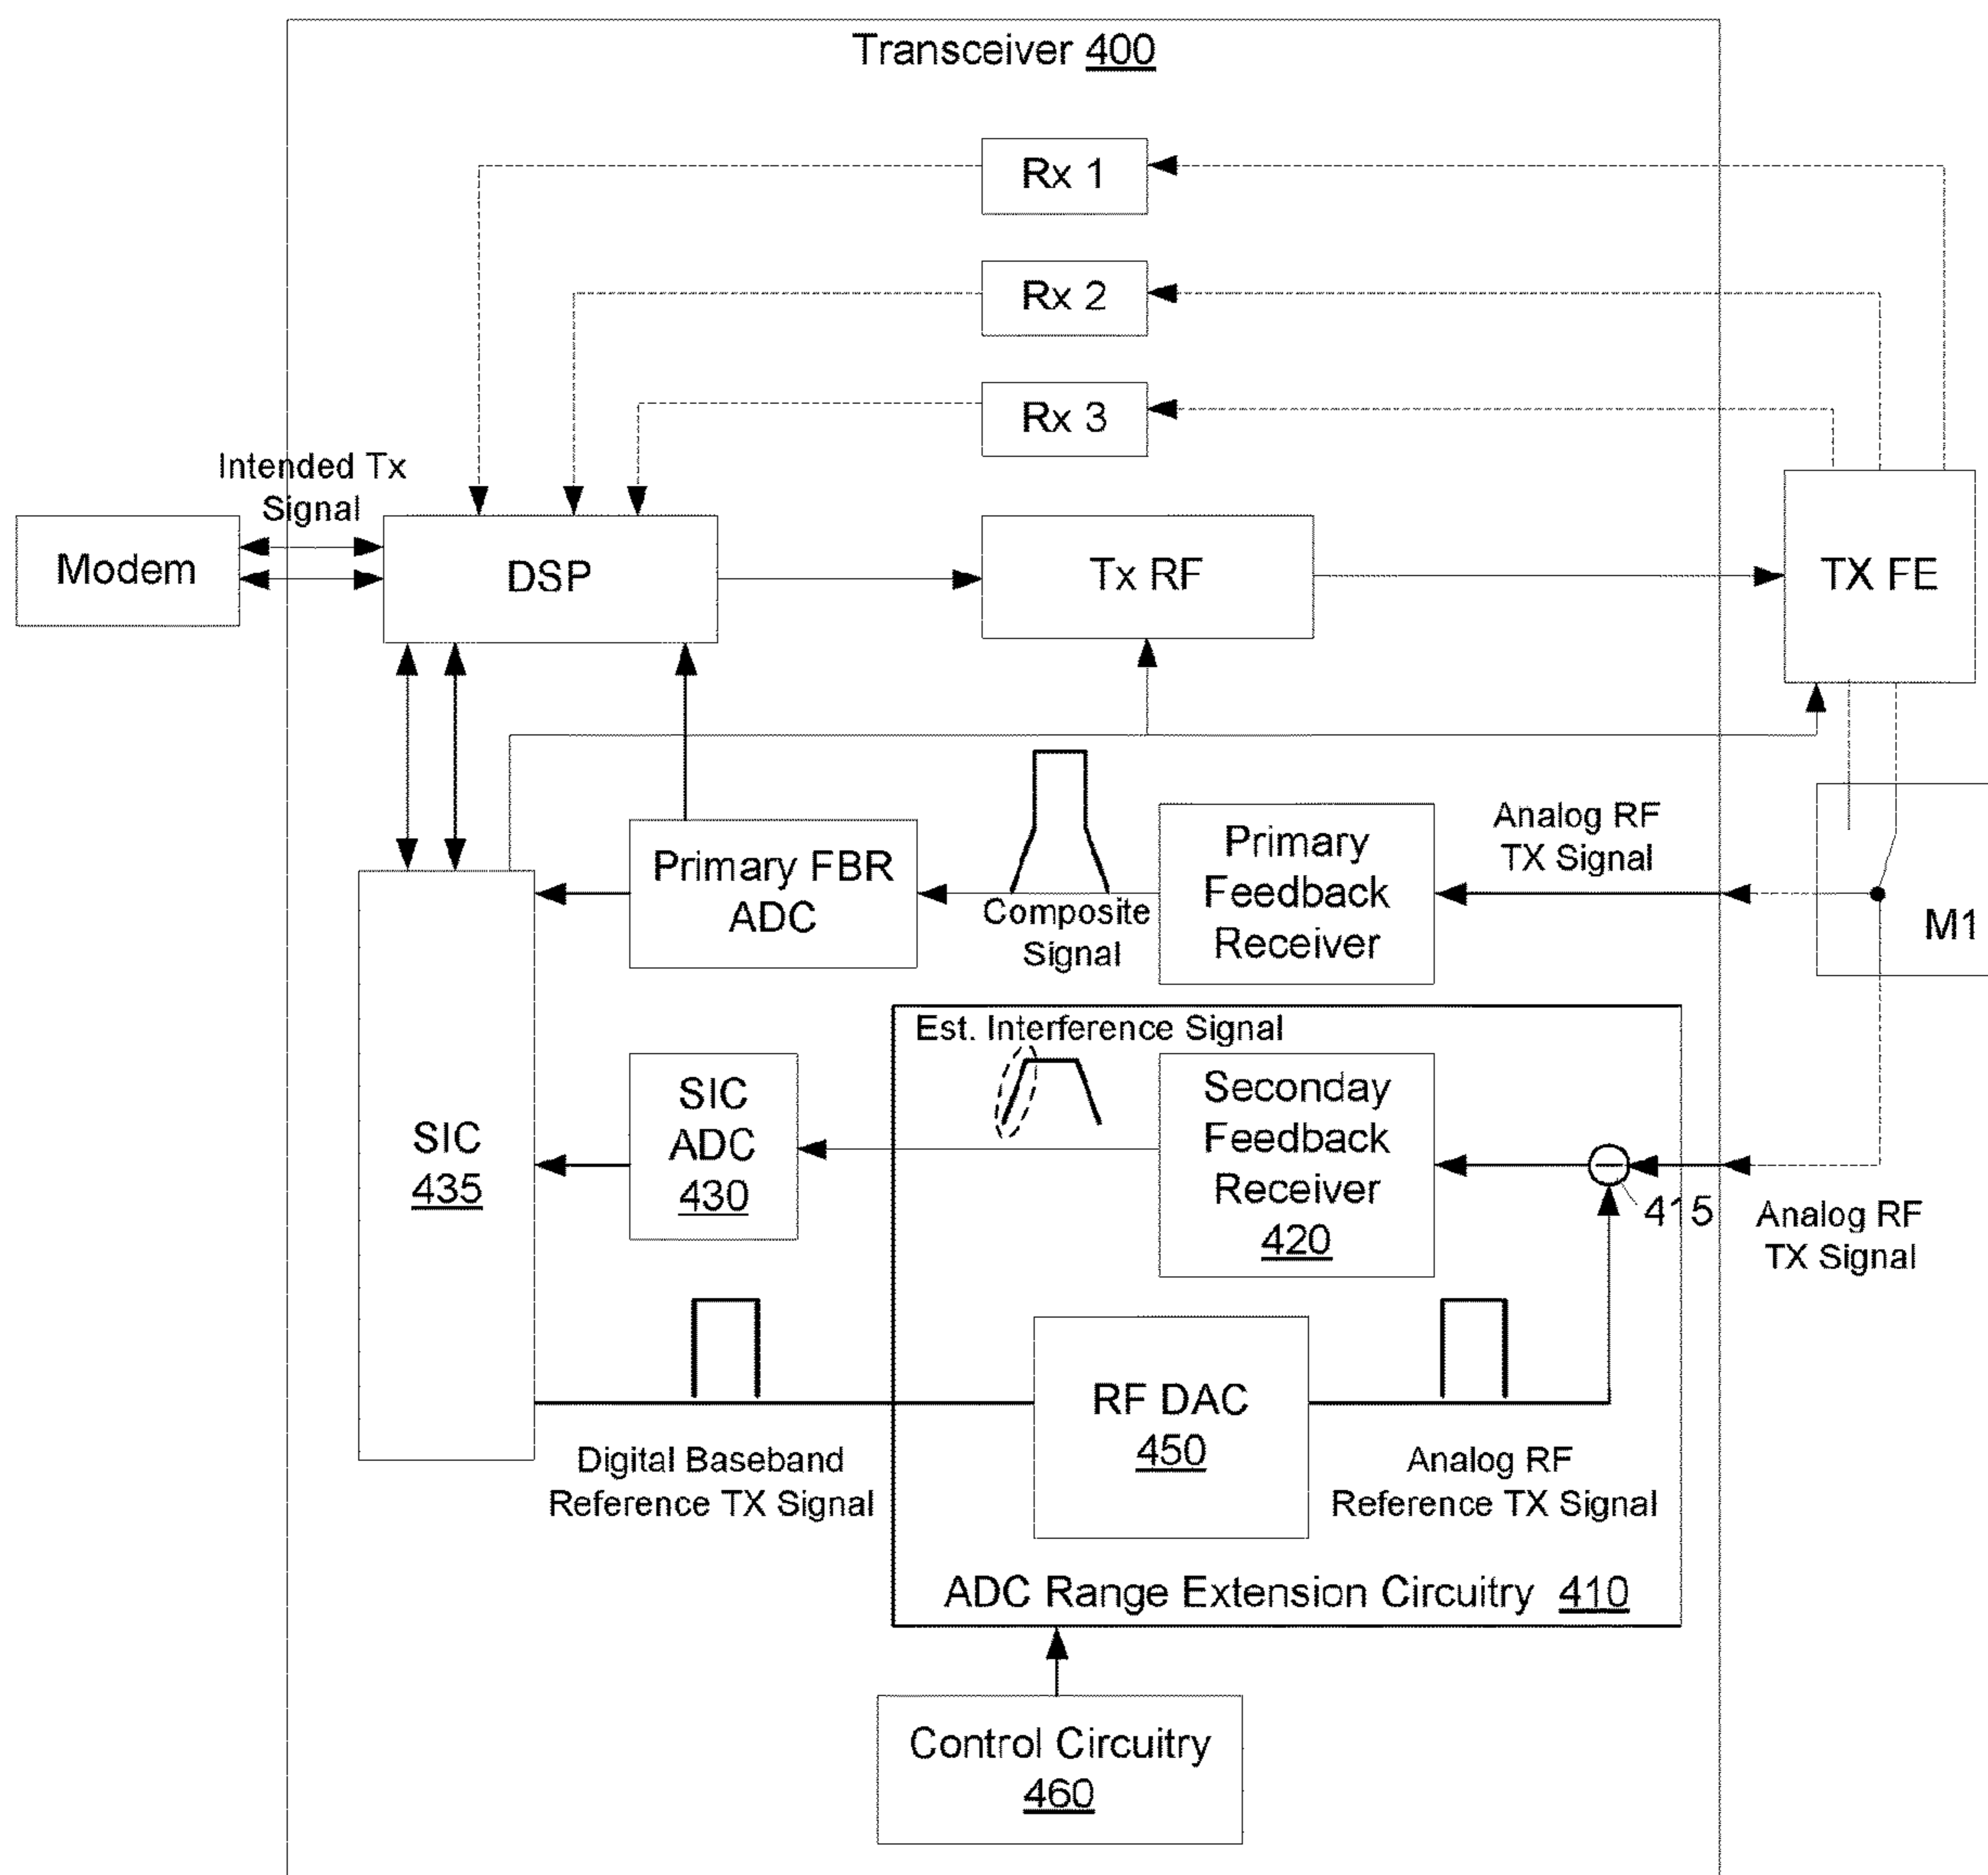 Transceiver 400
Rx 1
Rx 2
Rx 3
Intended Tx
Signal
Modem
DSP
Tx RF
TX FE
Primary FBR
ADC
Composite
Signal
Primary
Feedback
Receiver
Analog RF
TX Signal
M1
Est. Interference Signal
SIC
435
SIC
ADC
430
Seconday
Feedback
Receiver
420
415
Analog RF
TX Signal
Digital Baseband
Reference TX Signal
RF DAC
450
Analog RF
Reference TX Signal
ADC Range Extension Circuitry 410
Control Circuitry
460